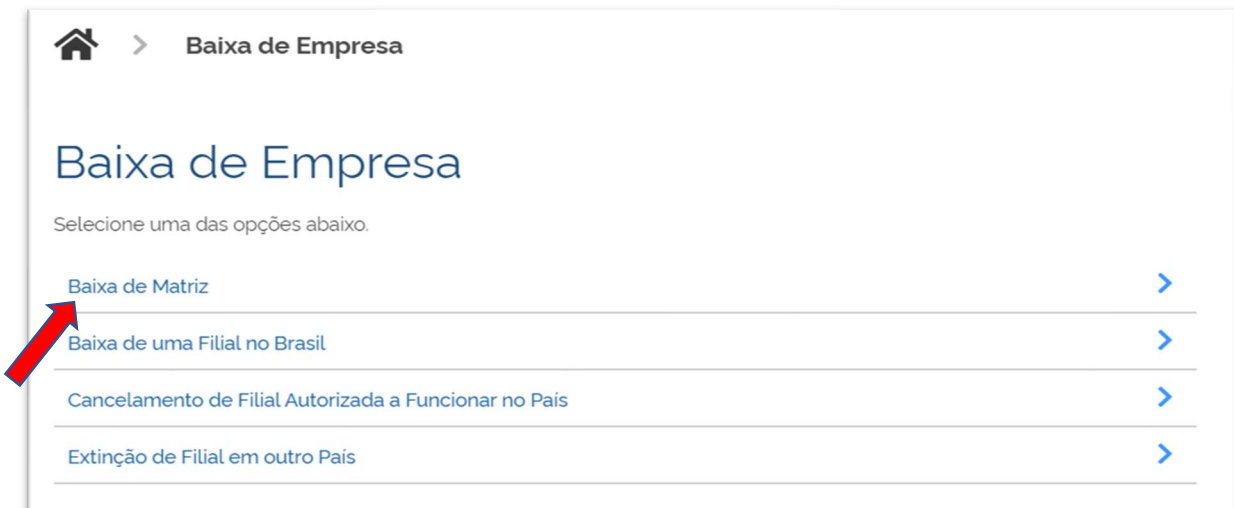 Baixa de Empresa
Baixa de Empresa
Selecione uma das opções abaixo.
Baixa de Matriz
Baixa de uma Filial no Brasil
Cancelamento de Filial Autorizada a Funcionar no País
Extinção de Filial em outro País